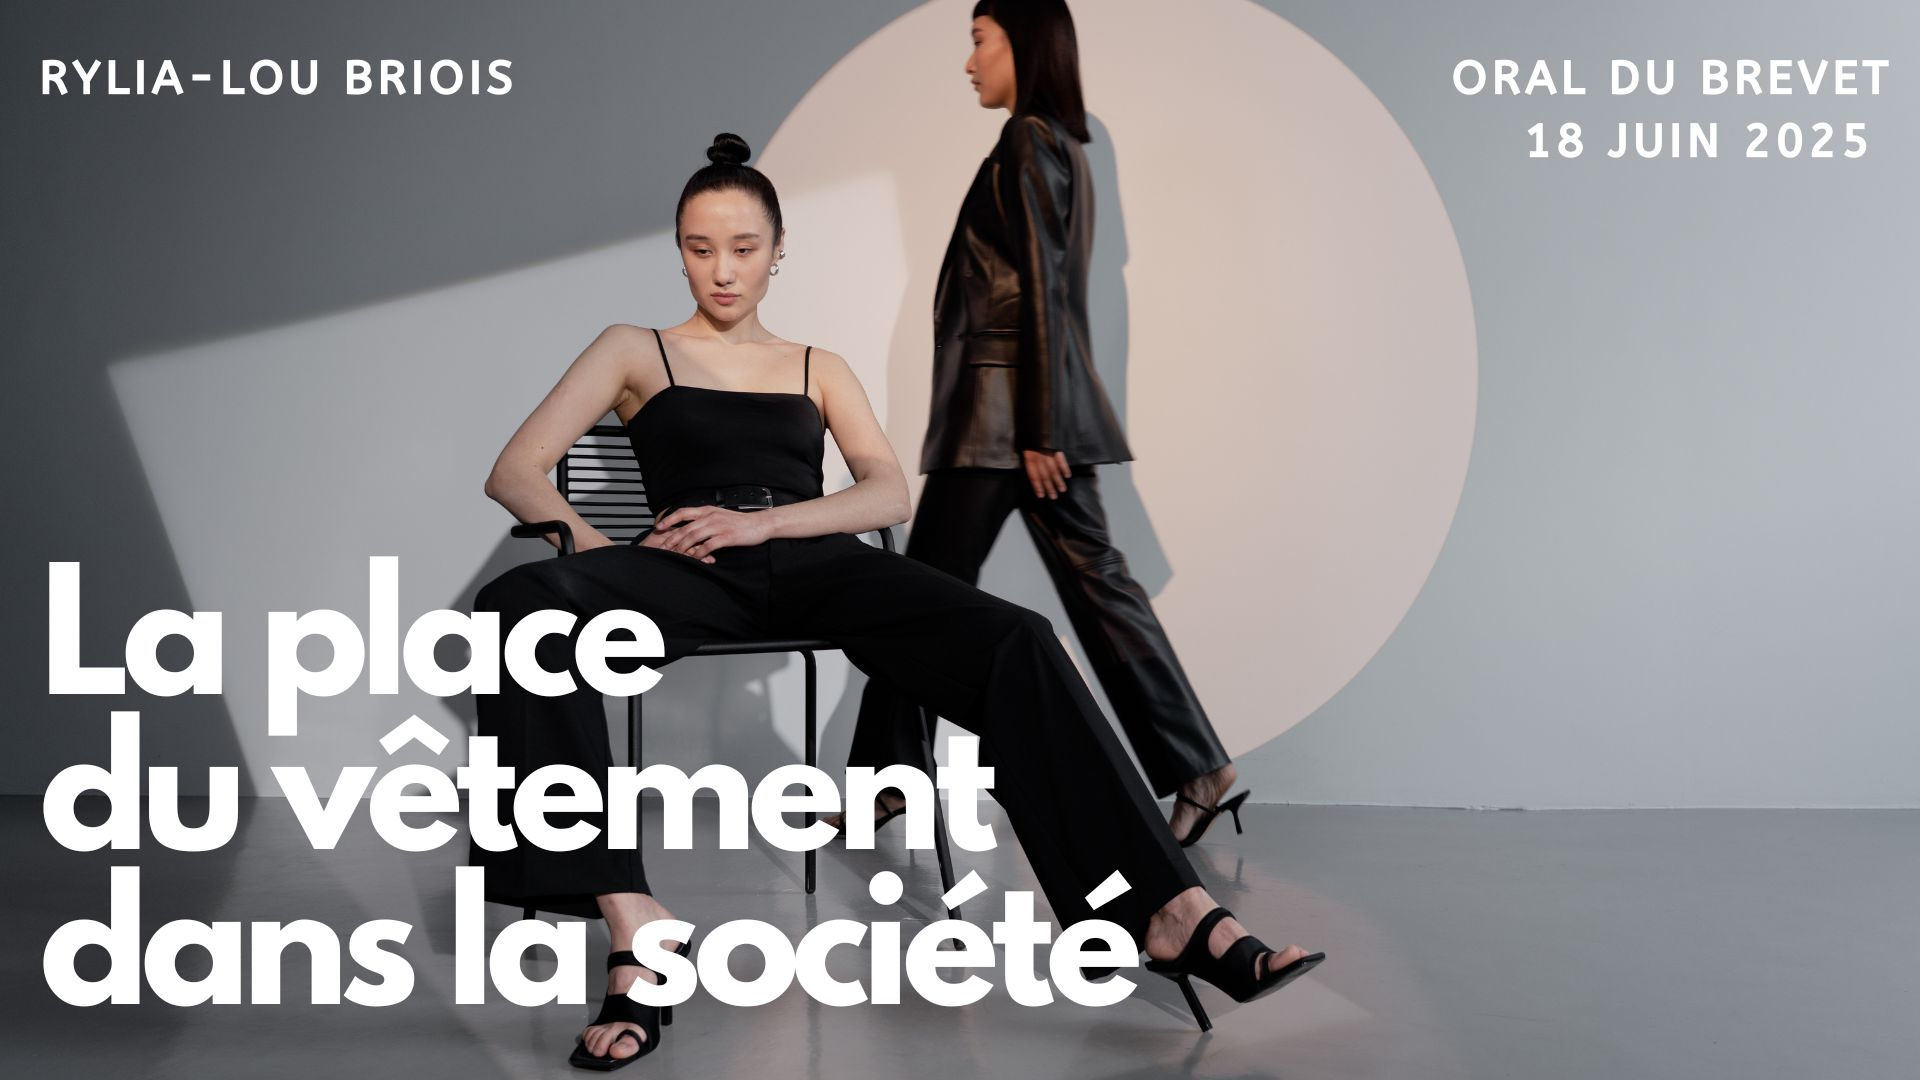 RYLIA-LOU BRIOIS
ORAL DU BREVET
18 JUIN 2025
La place
du vêtement
dans la société